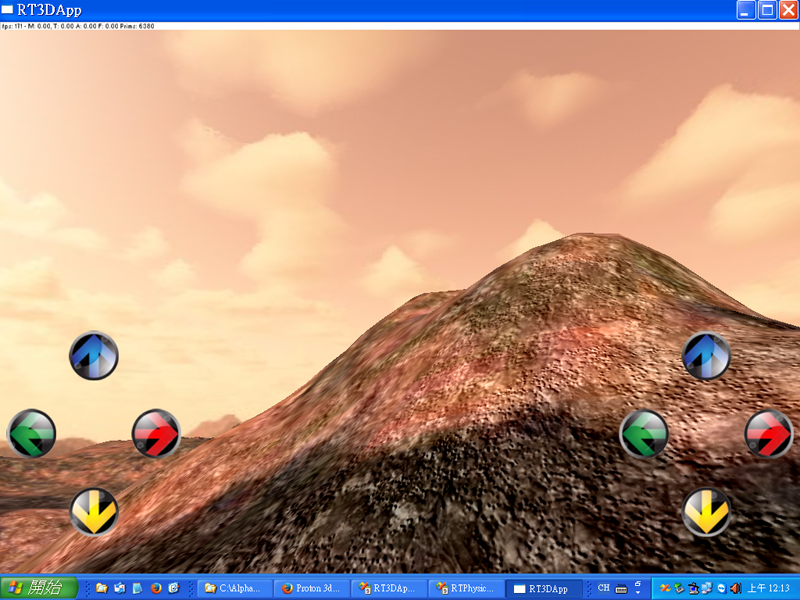 RT3DApp
fps: 171 - M: 0.00, T: 0.00 A: 0.00 F: 0.00 Prims: 6380
開始
C:\Alpha...
Proton 3d...
RT3DAp...
RTPhysic...
RT3DApp
CH
上午 12:13